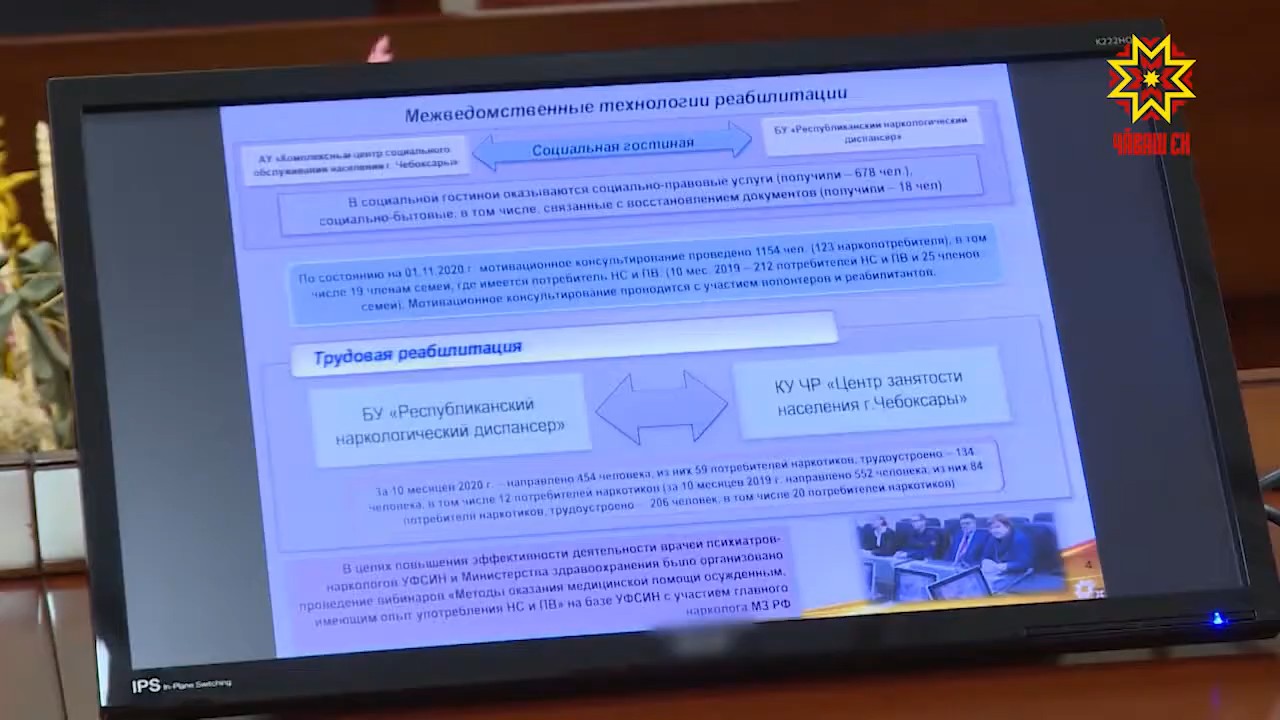 K222HQ
ЧӐВАШ ЕН
Межведомственные технологии реабилитации
АУ «Комплексный центр социального
обслуживания населения г. Чебоксары»
Социальная гостиная
БУ «Республиканский наркологический
диспансер»
В социальной гостиной оказываются социально-правовые услуги (получили – 678 чел.),
социально-бытовые, в том числе, связанные с восстановлением документов (получили – 18 чел)
По состоянию на 01.11.2020 г. мотивационное консультирование проведено 1154 чел. (123 наркопотребителя), в том
числе 19 членам семей, где имеется потребитель НС и ПВ. (10 мес. 2019 – 212 потребителей НС и ПВ и 25 членов
семей). Мотивационное консультирование проводится с участием волонтеров и реабилитантов.
Трудовая реабилитация
БУ «Республиканский
наркологический диспансер»
КУ ЧР «Центр занятости
населения г.Чебоксары»
За 10 месяцев 2020 г. – направлено 454 человека, из них 59 потребителей наркотиков, трудоустроено – 134
человека, в том числе 12 потребителей наркотиков (за 10 месяцев 2019 г. направлено 552 человека, из них 84
потребителя наркотиков, трудоустроено 206 человек, в том числе 20 потребителей наркотиков)
В целях повышения эффективности деятельности врачей психиатров-
наркологов УФСИН и Министерства здравоохранения было организовано
проведение вибинаров «Методы оказания медицинской помощи осужденным,
имеющим опыт употребления НС и ПВ» на базе УФСИН с участием главного
нарколога МЗ РФ
4
IPS In-Plane Switching